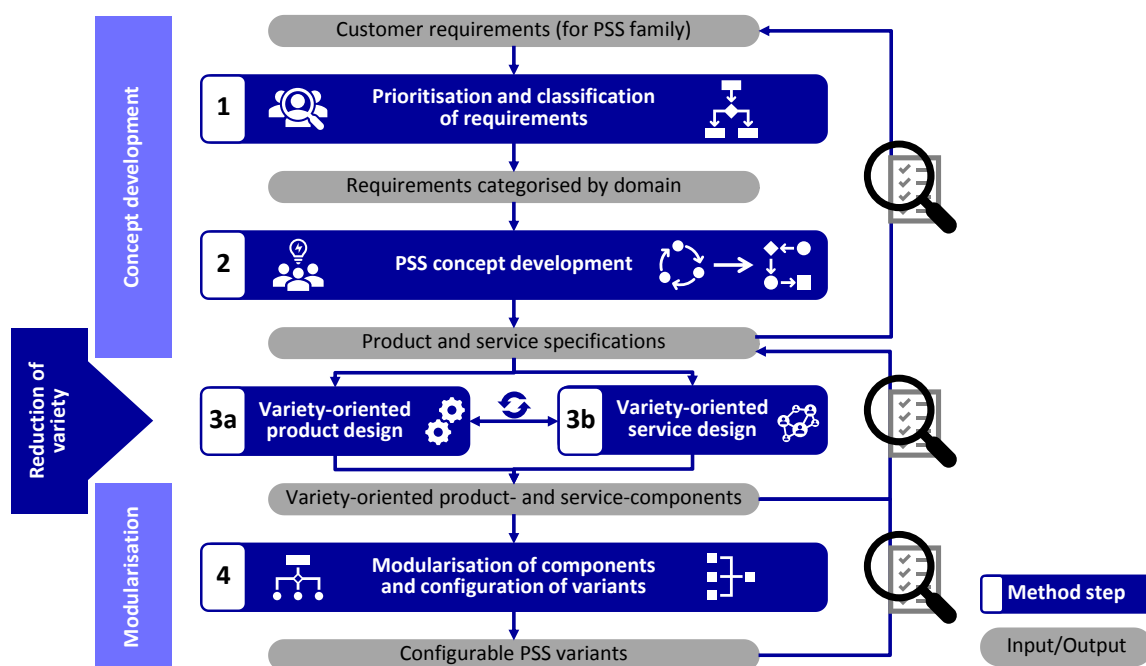 Customer requirements (for PSS family)
Concept development
1
Prioritisation and classification
of requirements
Requirements categorised by domain
2
PSS concept development
Product and service specifications
Reduction of
variety
3a
Variety-oriented
product design
3b
Variety-oriented
service design
Variety-oriented product- and service-components
Modularisation
4
Modularisation of components
and configuration of variants
Configurable PSS variants
Method step
Input/Output